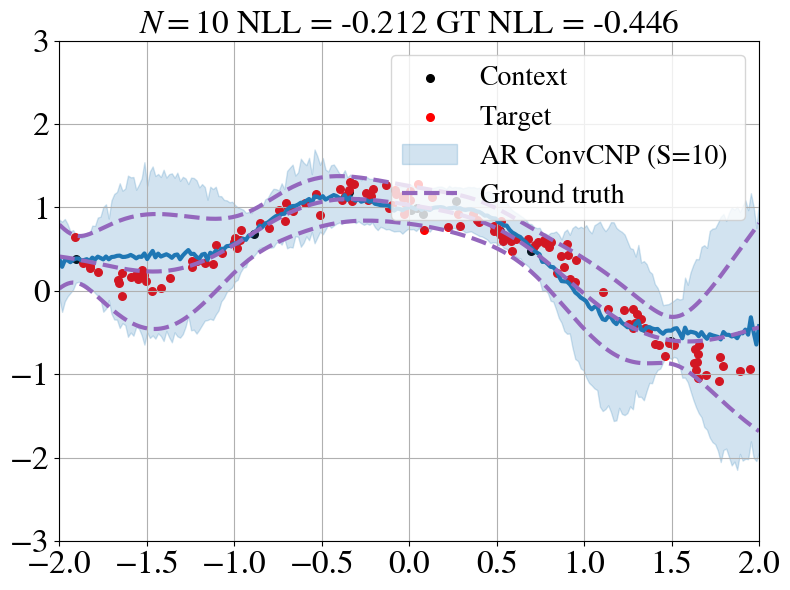 N = 10 NLL = -0.212 GT NLL = -0.446
Context
Target
AR ConvCNP (S=10)
Ground truth
3
2
1
0
−1
−2
−3
−2.0 −1.5 −1.0 −0.5 0.0 0.5 1.0 1.5 2.0